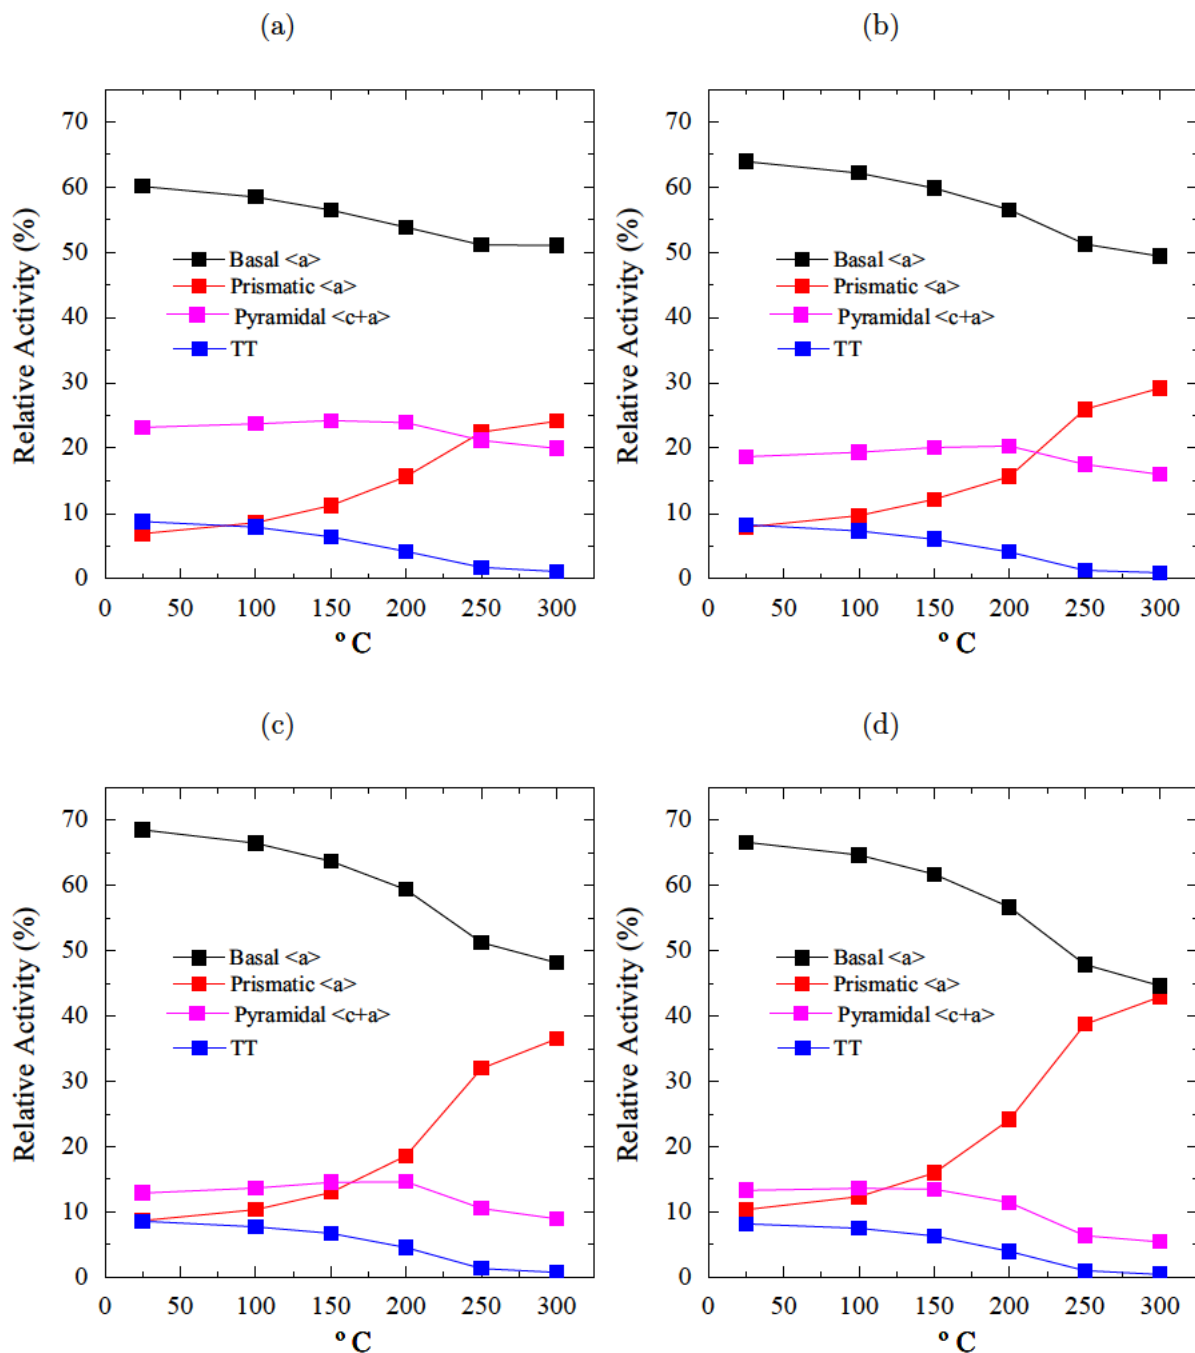 (a)
(b)
70
60
50
40
30
20
10
0
Relative Activity (%)
Basal <a>
Prismatic <a>
Pyramidal <c+a>
TT
0 50 100 150 200 250 300
º C
70
60
50
40
30
20
10
0
Relative Activity (%)
Basal <a>
Prismatic <a>
Pyramidal <c+a>
TT
0 50 100 150 200 250 300
º C
(c)
(d)
70
60
50
40
30
20
10
0
Relative Activity (%)
Basal <a>
Prismatic <a>
Pyramidal <c+a>
TT
0 50 100 150 200 250 300
º C
70
60
50
40
30
20
10
0
Relative Activity (%)
Basal <a>
Prismatic <a>
Pyramidal <c+a>
TT
0 50 100 150 200 250 300
º C